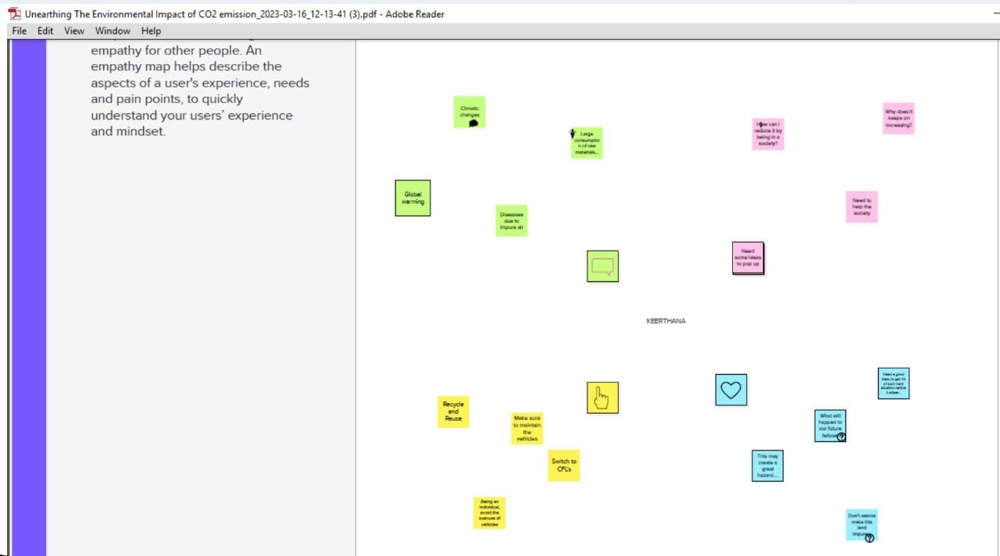 Unearthing The Environmental Impact of CO2 emission_2023-03-16_12-13-41 (3).pdf - Adobe Reader
File Edit View Window Help
empathy for other people. An
empathy map helps describe the
aspects of a user's experience, needs
and pain points, to quickly
understand your users' experience
and mindset.
Climatic
changes
Large
consumptio
n of raw
materials...
How can I
reduce it by
being in a
society?
Why does it
keeps on
increasing?
Global
warming
Diseases
due to
impure air
Need to
help the
society
Need
some ideas
to pop up
KEERTHANA
Recycle
and
Reuse
Make sure
to maintain
the
vehicles
Switch to
CFL's
Being an
individual,
avoid the
overuse of
vehicles
Need a good
idea, to get rid
of such hard
situation before
it arises...
What will
happen to
our future
fellows
This may
create a
great
hazard...
Don't wanna
make this
land
impure